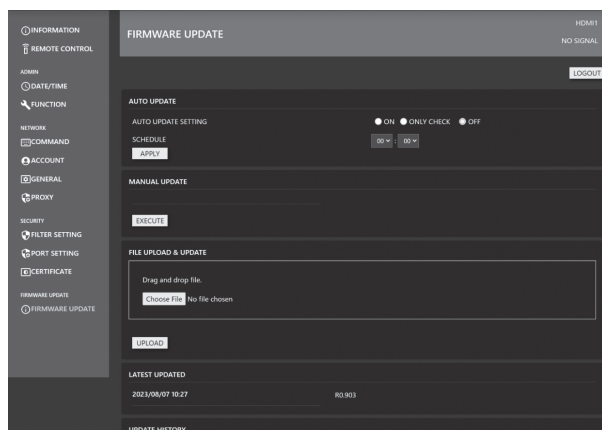 INFORMATION
REMOTE CONTROL
ADMIN
DATE/TIME
FUNCTION
NETWORK
COMMAND
ACCOUNT
GENERAL
PROXY
SECURITY
FILTER SETTING
PORT SETTING
CERTIFICATE
FIRMWARE UPDATE
FIRMWARE UPDATE
FIRMWARE UPDATE
HDMI1
NO SIGNAL
LOGOUT
AUTO UPDATE
AUTO UPDATE SETTING ON ONLY CHECK OFF
SCHEDULE 00 : 00
APPLY
MANUAL UPDATE
EXECUTE
FILE UPLOAD & UPDATE
Drag and drop file.
Choose File No file chosen
UPLOAD
LATEST UPDATED
2023/08/07 10:27 R0.903
UPDATE HISTORY